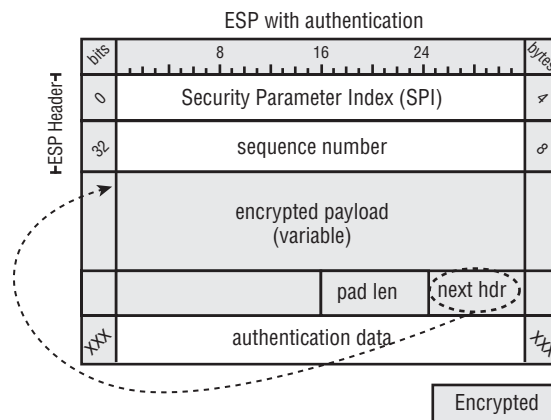 ESP with authentication
bits 8 16 24 bytes
ESP Header
0 Security Parameter Index (SPI) 4
32 sequence number 8
encrypted payload
(variable)
pad len next hdr
XXX authentication data XXX
Encrypted